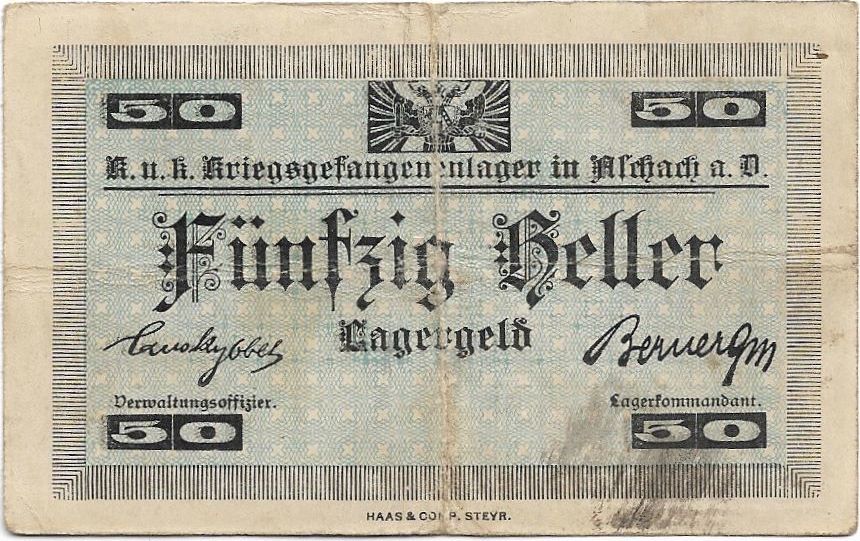 50 50
K. u. k. Kriegsgefangenenlager in Aschach a. D.
Fünfzig Heller
Lagergeld
Verwaltungsoffizier. Lagerkommandant.
50 50
HAAS & COMP. STEYR.